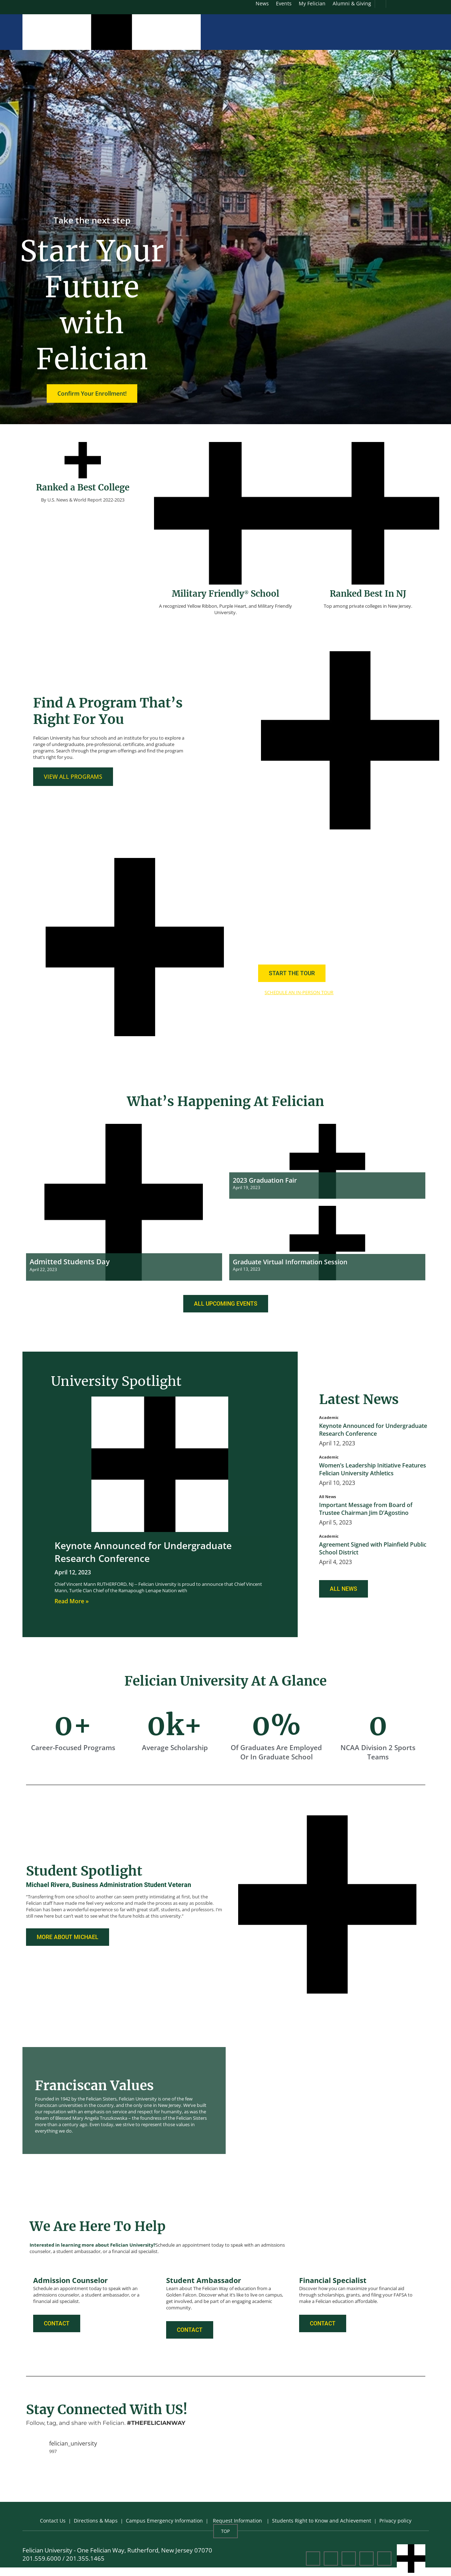 News Events My Felician Alumni & Giving
Take the next step
Start Your
Future
with
Felician
Confirm Your Enrollment!
Ranked a Best College
By U.S. News & World Report 2022-2023
Military Friendly® School
A recognized Yellow Ribbon, Purple Heart, and Military Friendly
University.
Ranked Best In NJ
Top among private colleges in New Jersey.
Find A Program That’s
Right For You
Felician University has four schools and an institute for you to explore a
range of undergraduate, pre-professional, certificate, and graduate
programs. Search through the program offerings and find the program
that’s right for you.
VIEW ALL PROGRAMS
START THE TOUR
What’s Happening At Felician
Admitted Students Day
April 22, 2023
2023 Graduation Fair
April 19, 2023
Graduate Virtual Information Session
April 13, 2023
ALL UPCOMING EVENTS
University Spotlight
Keynote Announced for Undergraduate
Research Conference
April 12, 2023
Chief Vincent Mann RUTHERFORD, NJ – Felician University is proud to announce that Chief Vincent
Mann, Turtle Clan Chief of the Ramapough Lenape Nation with
Read More »
Latest News
Academic
Keynote Announced for Undergraduate
Research Conference
April 12, 2023
Academic
Women’s Leadership Initiative Features
Felician University Athletics
April 10, 2023
All News
Important Message from Board of
Trustee Chairman Jim D’Agostino
April 5, 2023
Academic
Agreement Signed with Plainfield Public
School District
April 4, 2023
ALL NEWS
Felician University At A Glance
0+
Career-Focused Programs
0k+
Average Scholarship
0%
Of Graduates Are Employed
Or In Graduate School
0
NCAA Division 2 Sports
Teams
Student Spotlight
Michael Rivera, Business Administration Student Veteran
“Transferring from one school to another can seem pretty intimidating at first, but the
Felician staff have made me feel very welcome and made the process as easy as possible.
Felician has been a wonderful experience so far with great staff, students, and professors. I’m
still new here but can’t wait to see what the future holds at this university.”
MORE ABOUT MICHAEL
Franciscan Values
Founded in 1942 by the Felician Sisters, Felician University is one of the few
Franciscan universities in the country, and the only one in New Jersey. We’ve built
our reputation with an emphasis on service and respect for humanity, as was the
dream of Blessed Mary Angela Truszkowska – the foundress of the Felician Sisters
more than a century ago. Even today, we strive to represent those values in
everything we do.
We Are Here To Help
Interested in learning more about Felician University?Schedule an appointment today to speak with an admissions
counselor, a student ambassador, or a financial aid specialist.
Admission Counselor
Schedule an appointment today to speak with an
admissions counselor, a student ambassador, or a
financial aid specialist.
CONTACT
Student Ambassador
Learn about The Felician Way of education from a
Golden Falcon. Discover what it’s like to live on campus,
get involved, and be part of an engaging academic
community.
CONTACT
Financial Specialist
Discover how you can maximize your financial aid
through scholarships, grants, and filing your FAFSA to
make a Felician education affordable.
CONTACT
Stay Connected With US!
Follow, tag, and share with Felician. #THEFELICIANWAY
felician_university
997
Contact Us | Directions & Maps | Campus Emergency Information | Request Information | Students Right to Know and Achievement | Privacy policy
TOP
Felician University · One Felician Way, Rutherford, New Jersey 07070
201.559.6000 / 201.355.1465